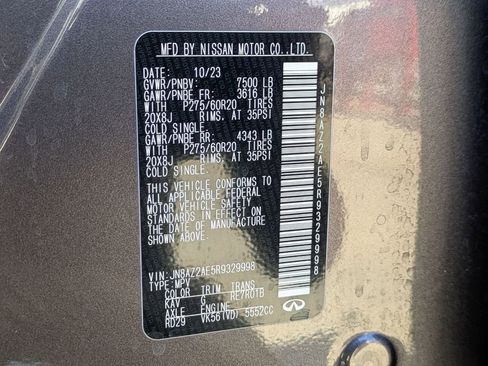 MFD BY NISSAN MOTOR CO.,LTD.
DATE: 10/23
GVWR/PNBV: 7500 LB
GAWR/PNBE FR: 3616 LB
WITH P275/60R20 TIRES
20X8J RIMS, AT 35PSI
COLD SINGLE.
GAWR/PNBE RR: 4343 LB
WITH P275/60R20 TIRES
20X8J RIMS, AT 35PSI
COLD SINGLE.
THIS VEHICLE CONFORMS TO
ALL APPLICABLE FEDERAL
MOTOR VEHICLE SAFETY
STANDARDS IN EFFECT ON
THE DATE OF MANUFACTURE
SHOWN ABOVE.
VIN: JN8AZ2AE5R9329998
TYPE: MPV
COLOR TRIM TRANS
KAV G RE7R01B
AXLE ENGINE
RD29 VK56(VD) 5552CC
JN8AZ2AE5R9329998
INFINITI